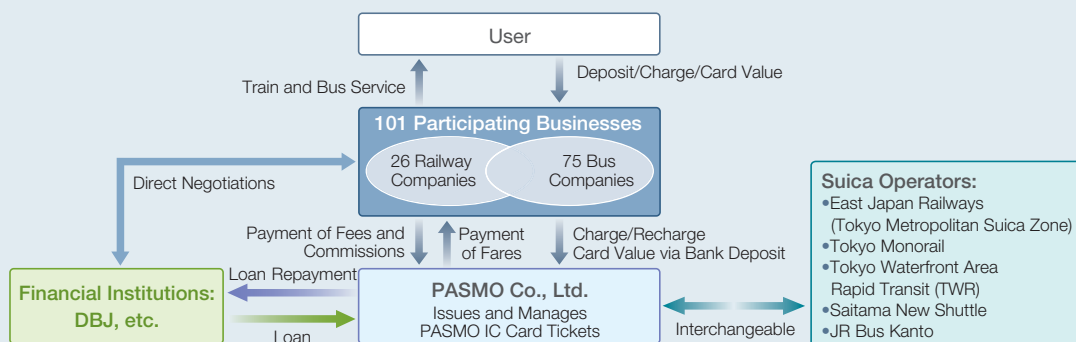 User
Train and Bus Service
Deposit/Charge/Card Value
101 Participating Businesses
26 Railway
Companies
75 Bus
Companies
Direct Negotiations
Payment of Fees and
Commissions
Payment
of Fares
Charge/Recharge
Card Value via Bank Deposit
Financial Institutions:
DBJ, etc.
Loan Repayment
Loan
PASMO Co., Ltd.
Issues and Manages
PASMO IC Card Tickets
Interchangeable
Suica Operators:
•East Japan Railways
(Tokyo Metropolitan Suica Zone)
•Tokyo Monorail
•Tokyo Waterfront Area
Rapid Transit (TWR)
•Saitama New Shuttle
•JR Bus Kanto